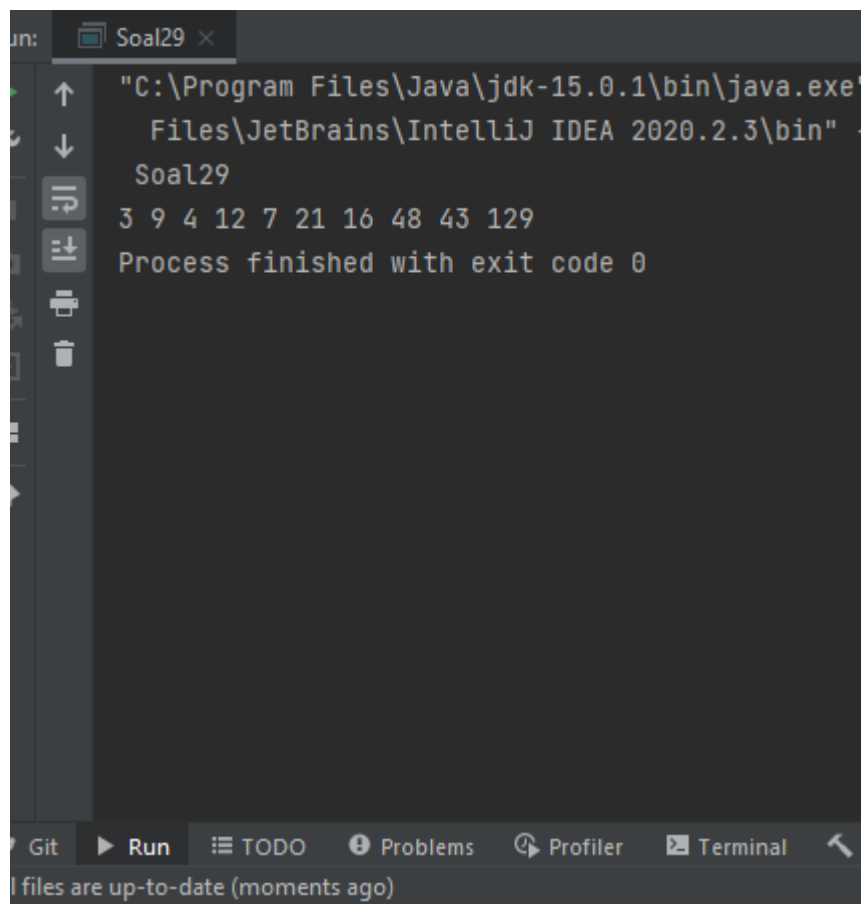 Soal29
"C:\Program Files\Java\jdk-15.0.1\bin\java.exe"
Files\JetBrains\IntelliJ IDEA 2020.2.3\bin" -
Soal29
3 9 4 12 7 21 16 48 43 129
Process finished with exit code 0
Git Run TODO Problems Profiler Terminal
files are up-to-date (moments ago)